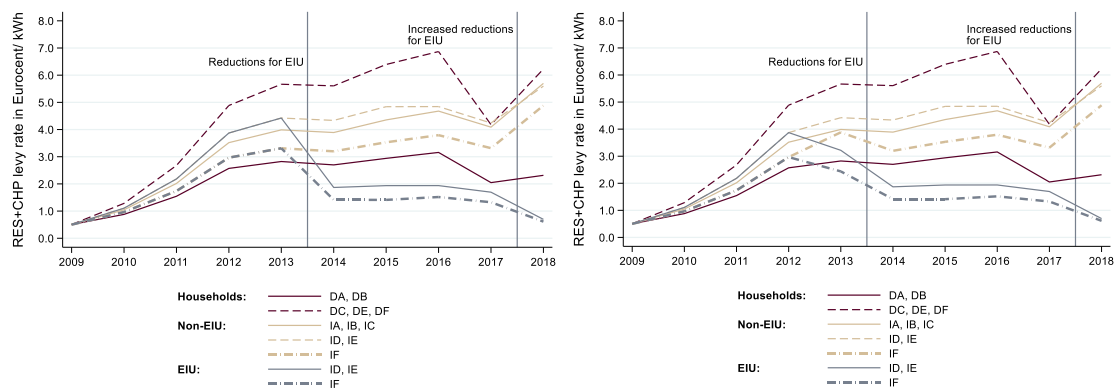 RES+CHP levy rate in Eurocent/ kWh
8.0
7.0
6.0
5.0
4.0
3.0
2.0
1.0
0.0
Reductions for EIU
Increased reductions
for EIU
2009 2010 2011 2012 2013 2014 2015 2016 2017 2018
Households:
DA, DB
DC, DE, DF
Non-EIU:
IA, IB, IC
ID, IE
IF
EIU:
ID, IE
IF
RES+CHP levy rate in Eurocent/ kWh
8.0
7.0
6.0
5.0
4.0
3.0
2.0
1.0
0.0
Reductions for EIU
Increased reductions
for EIU
2009 2010 2011 2012 2013 2014 2015 2016 2017 2018
Households:
DA, DB
DC, DE, DF
Non-EIU:
IA, IB, IC
ID, IE
IF
EIU:
ID, IE
IF